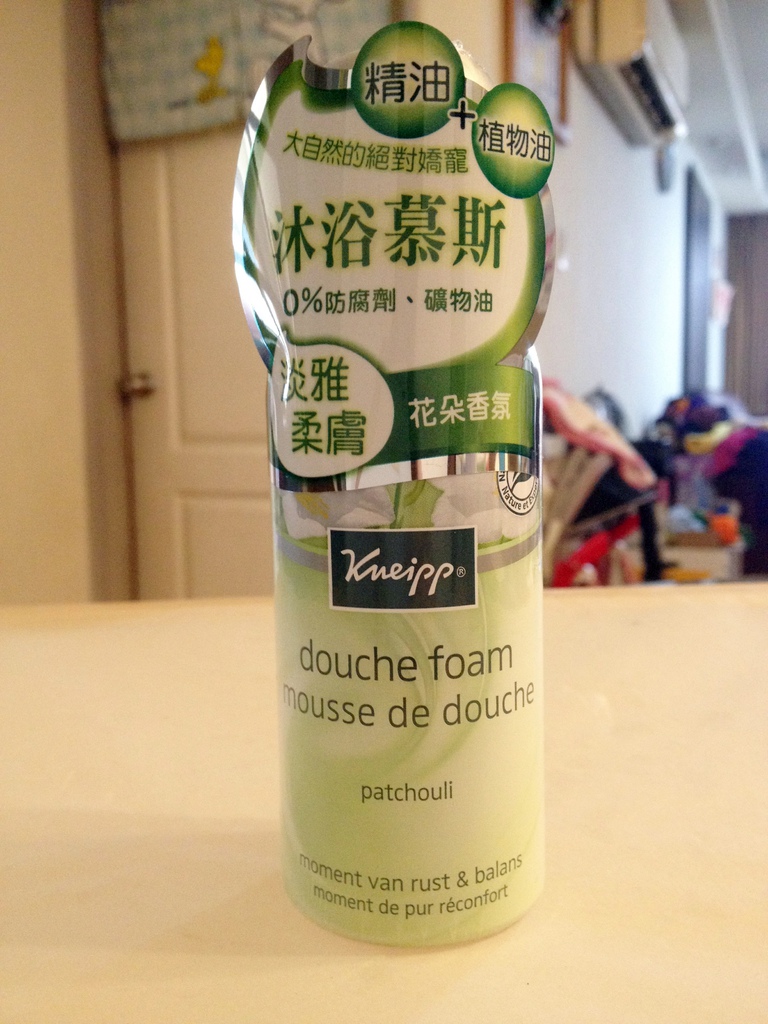 精油
+
植物油
大自然的絕對嬌寵
沐浴慕斯
0%防腐劑、礦物油
淡雅
柔膚
花朵香氛
Nature et
Kneipp®
douche foam
mousse de douche
patchouli
moment van rust & balans
moment de pur réconfort